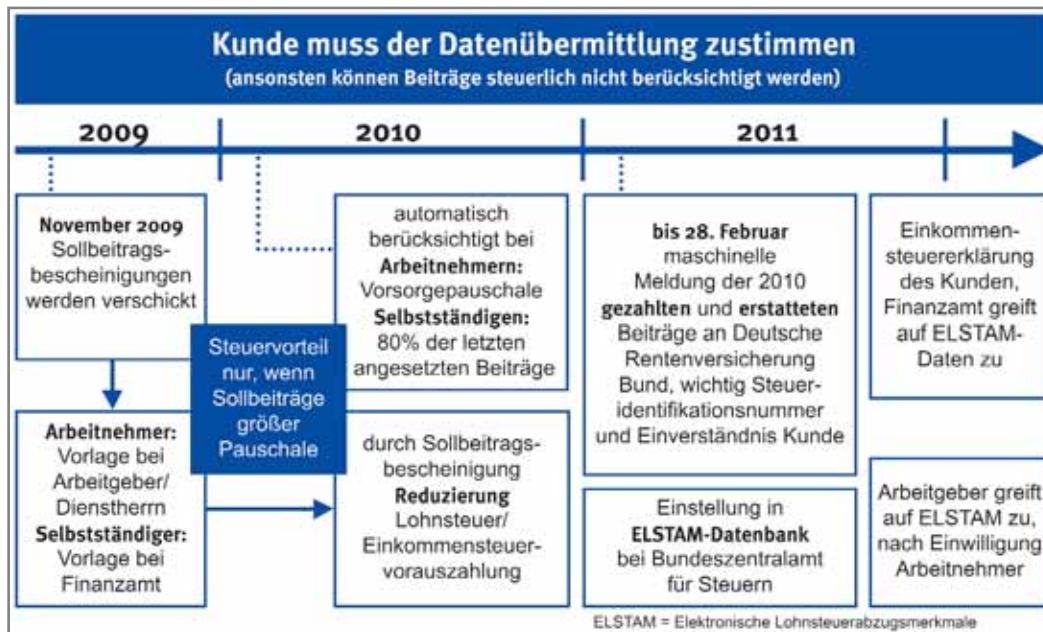 Kunde muss der Datenübermittlung zustimmen
(ansonsten können Beiträge steuerlich nicht berücksichtigt werden)
2009
2010
2011
November 2009
Sollbeitrags-
bescheinigungen
werden verschickt
Arbeitnehmer:
Vorlage bei
Arbeitgeber/
Dienstherrn
Selbstständiger:
Vorlage bei
Finanzamt
Steuervorteil
nur, wenn
Sollbeiträge
größer
Pauschale
automatisch
berücksichtigt bei
Arbeitnehmern:
Vorsorgepauschale
Selbstständigen:
80% der letzten
angesetzten Beiträge
durch Sollbeitrags-
bescheinigung
Reduzierung
Lohnsteuer/
Einkommensteuer-
vorauszahlung
bis 28. Februar
maschinelle
Meldung der 2010
gezahlten und erstatteten
Beiträge an Deutsche
Rentenversicherung
Bund, wichtig Steuer-
identifikationsnummer
und Einverständnis Kunde
Einstellung in
ELSTAM-Datenbank
bei Bundeszentralamt
für Steuern
Einkommen-
steuererklärung
des Kunden,
Finanzamt greift
auf ELSTAM-
Daten zu
Arbeitgeber greift
auf ELSTAM zu,
nach Einwilligung
Arbeitnehmer
ELSTAM = Elektronische Lohnsteuerabzugsmerkmale